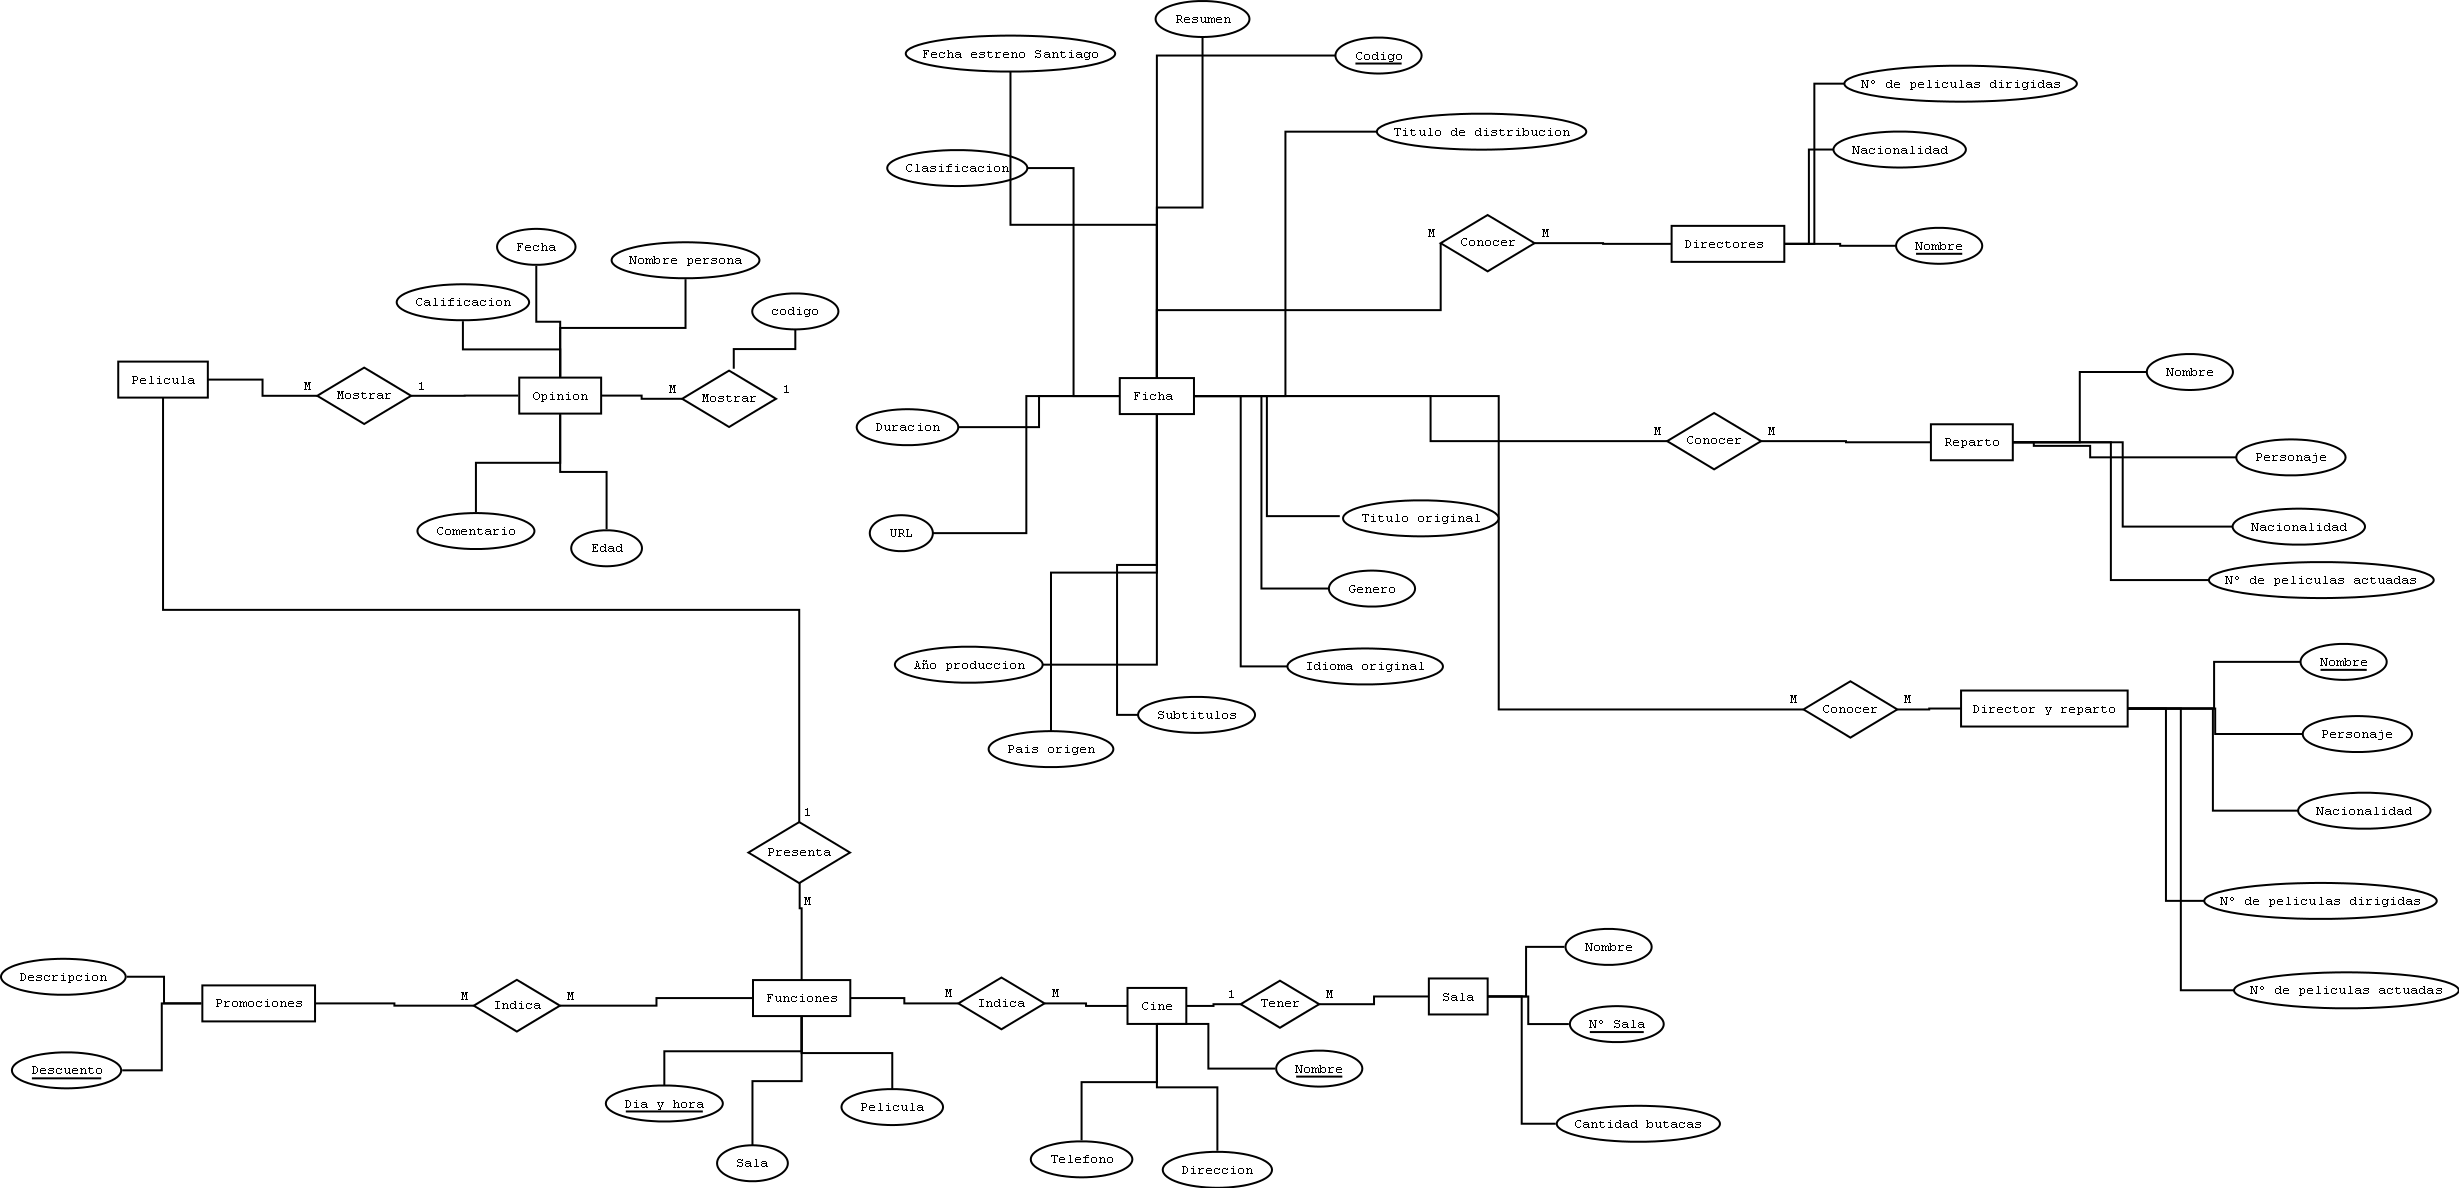 Resumen
Fecha estreno Santiago
Codigo
N° de peliculas dirigidas
Titulo de distribucion
Nacionalidad
Clasificacion
M
Conocer
M
Directores
Nombre
Fecha
Nombre persona
Calificacion
codigo
Pelicula
M
Mostrar
1
Opinion
M
Mostrar
1
Ficha
Nombre
Duracion
M
Conocer
M
Reparto
Personaje
Comentario
Edad
URL
Titulo original
Nacionalidad
Genero
N° de peliculas actuadas
Año produccion
Idioma original
Nombre
Subtitulos
M
Conocer
M
Director y reparto
Personaje
Pais origen
Nacionalidad
1
Presenta
M
N° de peliculas dirigidas
Nombre
Descripcion
Promociones
M
Indica
M
Funciones
M
Indica
M
Cine
1
Tener
M
Sala
N° de peliculas actuadas
N° Sala
Descuento
Nombre
Dia y hora
Pelicula
Cantidad butacas
Sala
Telefono
Direccion